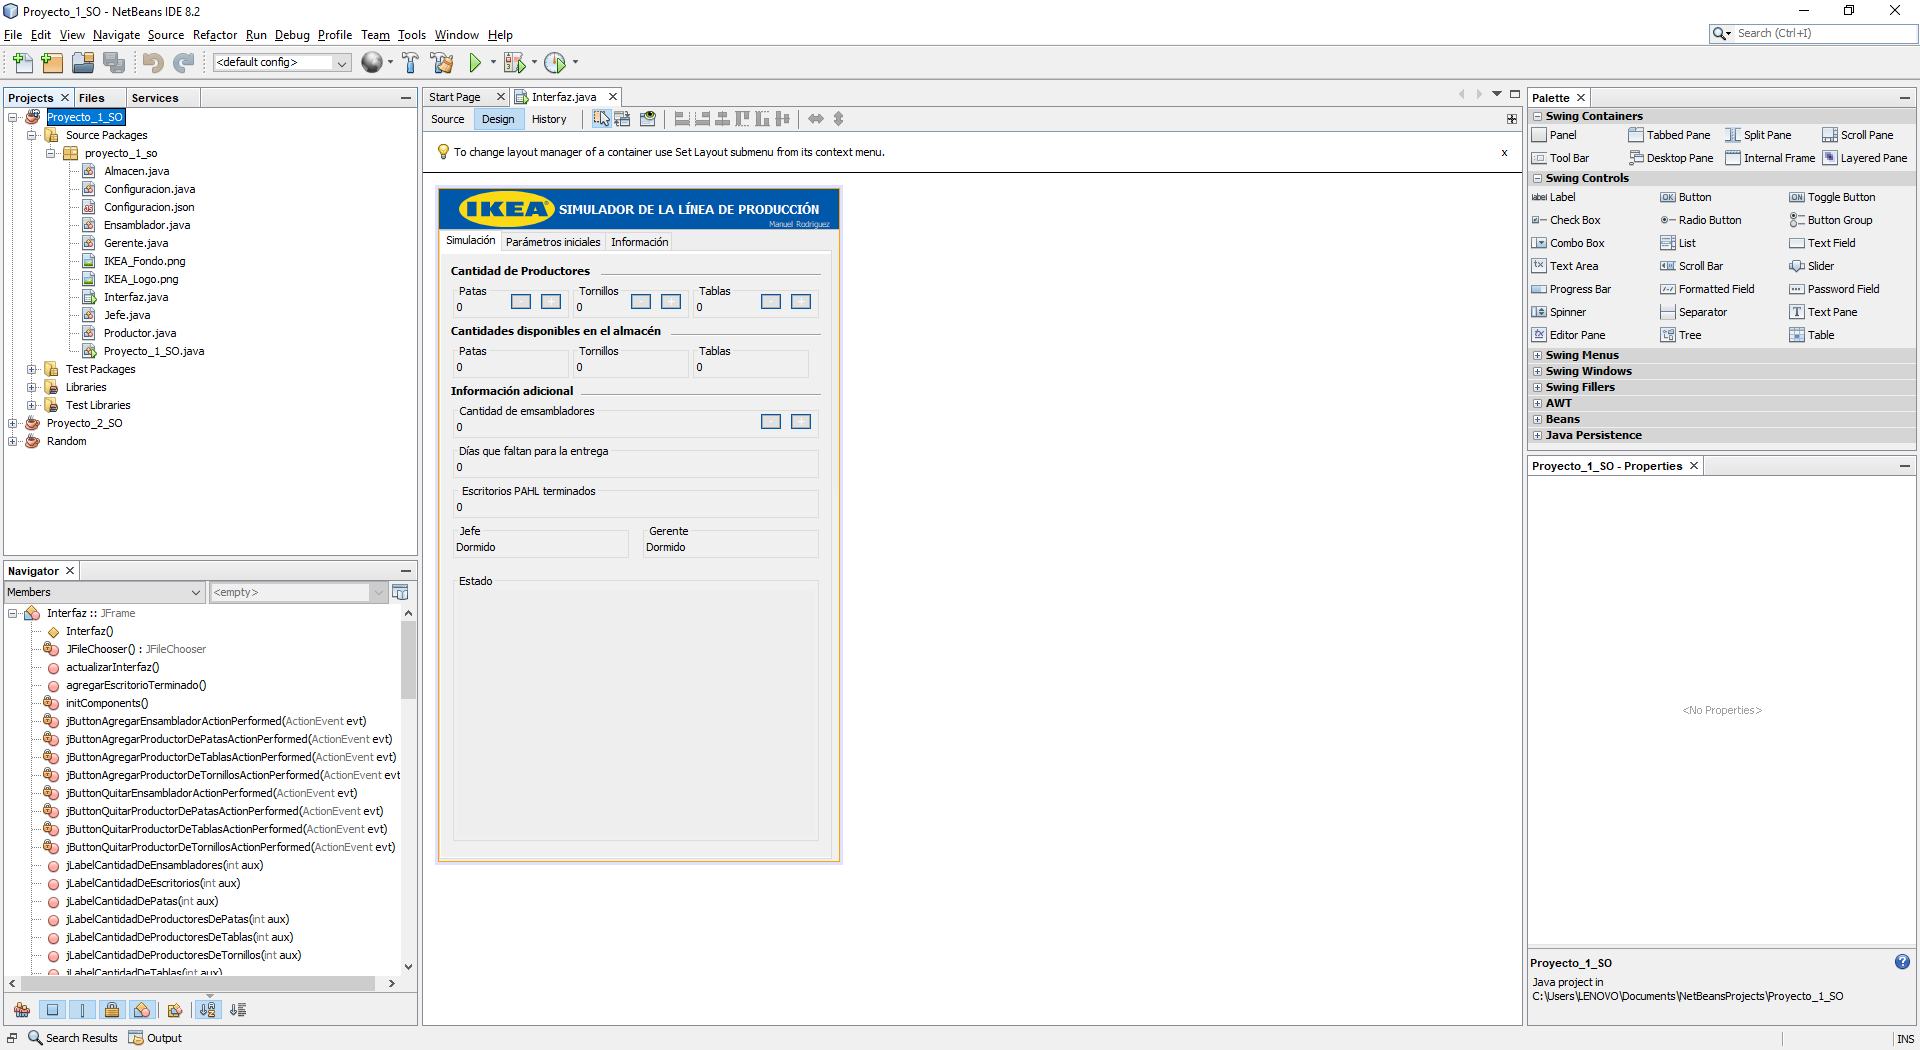 Proyecto_1_SO - NetBeans IDE 8.2
File Edit View Navigate Source Refactor Run Debug Profile Team Tools Window Help
Search (Ctrl+I)
<default config>
Projects Files Services
Proyecto_1_SO
Source Packages
proyecto_1_so
Almacen.java
Configuracion.java
Configuracion.json
Ensamblador.java
Gerente.java
IKEA_Fondo.png
IKEA_Logo.png
Interfaz.java
Jefe.java
Productor.java
Proyecto_1_SO.java
Test Packages
Libraries
Test Libraries
Proyecto_2_SO
Random
Navigator
Members <empty>
Interfaz :: JFrame
Interfaz()
JFileChooser() : JFileChooser
actualizarInterfaz()
agregarEscritorioTerminado()
initComponents()
jButtonAgregarEnsambladorActionPerformed(ActionEvent evt)
jButtonAgregarProductorDePatasActionPerformed(ActionEvent evt)
jButtonAgregarProductorDeTablasActionPerformed(ActionEvent evt)
jButtonAgregarProductorDeTornillosActionPerformed(ActionEvent evt
jButtonQuitarEnsambladorActionPerformed(ActionEvent evt)
jButtonQuitarProductorDePatasActionPerformed(ActionEvent evt)
jButtonQuitarProductorDeTablasActionPerformed(ActionEvent evt)
jButtonQuitarProductorDeTornillosActionPerformed(ActionEvent evt)
jLabelCantidadDeEnsambladores(int aux)
jLabelCantidadDeEscritorios(int aux)
jLabelCantidadDePatas(int aux)
jLabelCantidadDeProductoresDePatas(int aux)
jLabelCantidadDeProductoresDeTablas(int aux)
jLabelCantidadDeProductoresDeTornillos(int aux)
jLabelCantidadDeTablas(int aux)
Start Page Interfaz.java
Source Design History
To change layout manager of a container use Set Layout submenu from its context menu. x
IKEA SIMULADOR DE LA LÍNEA DE PRODUCCIÓN
Manuel Rodriguez
Simulación Parámetros iniciales Información
Cantidad de Productores
Patas Tornillos Tablas
0 - + 0 - + 0 - +
Cantidades disponibles en el almacén
Patas Tornillos Tablas
0 0 0
Información adicional
Cantidad de emsambladores
0 - +
Días que faltan para la entrega
0
Escritorios PAHL terminados
0
Jefe Gerente
Dormido Dormido
Estado
Palette
Swing Containers
Panel Tabbed Pane Split Pane Scroll Pane
Tool Bar Desktop Pane Internal Frame Layered Pane
Swing Controls
label Label OK Button ON Toggle Button
Check Box Radio Button Button Group
Combo Box List Text Field
Text Area Scroll Bar Slider
Progress Bar Formatted Field Password Field
Spinner Separator Text Pane
Editor Pane Tree Table
Swing Menus
Swing Windows
Swing Fillers
AWT
Beans
Java Persistence
Proyecto_1_SO - Properties
<No Properties>
Proyecto_1_SO
Java project in
C:\Users\LENOVO\Documents\NetBeansProjects\Proyecto_1_SO
Search Results Output
INS